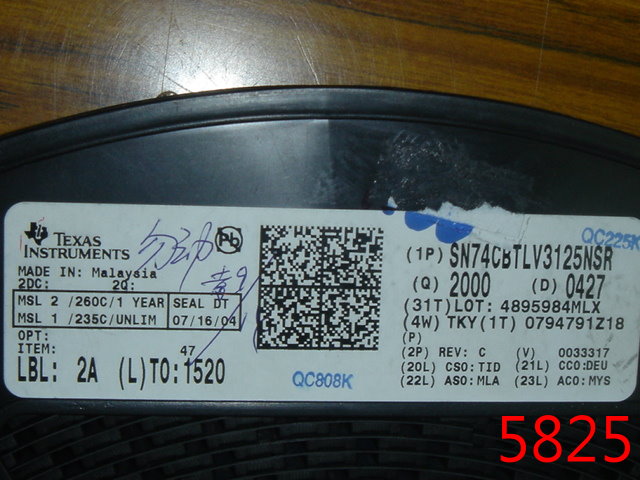 QC225K
TEXAS
INSTRUMENTS
勿动
Pb
MADE IN: Malaysia
2DC: 2Q:
MSL 2 /260C/1 YEAR SEAL DT
MSL 1 /235C/UNLIM 07/16/04
OPT:
ITEM: 47
LBL: 2A (L)TO:1520
QC808K
(1P) SN74CBTLV3125NSR
(Q) 2000 (D) 0427
(31T)LOT: 4895984MLX
(4W) TKY(1T) 0794791Z18
(P)
(2P) REV: C (V) 0033317
(20L) CSO:TID (21L) CCO:DEU
(22L) ASO:MLA (23L) ACO:MYS
5825